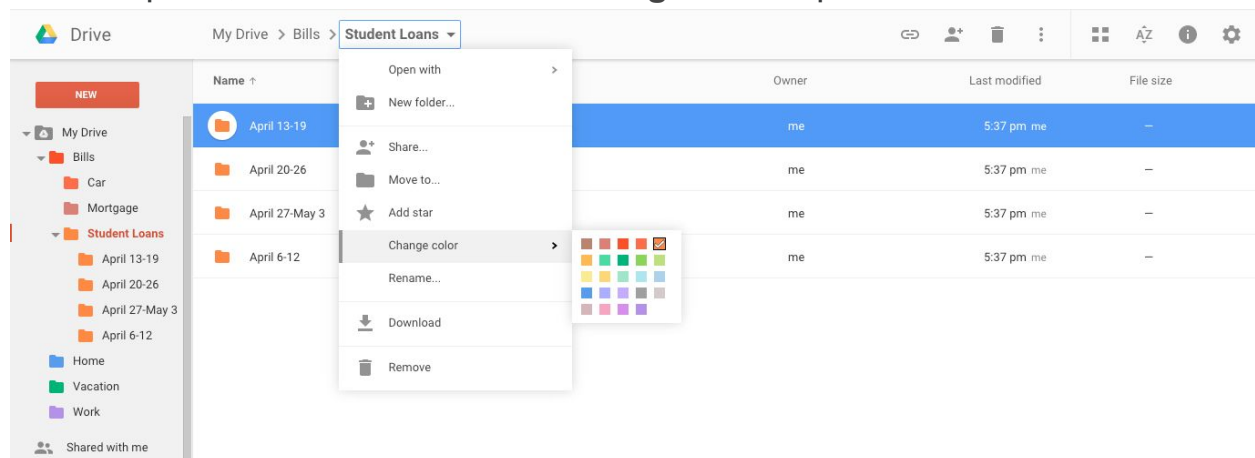 Drive
My Drive > Bills > Student Loans
AZ
NEW
My Drive
Bills
Car
Mortgage
Student Loans
April 13-19
April 20-26
April 27-May 3
April 6-12
Home
Vacation
Work
Shared with me
Name ↑ Owner Last modified File size
April 13-19 me 5:37 pm me –
April 20-26 me 5:37 pm me –
April 27-May 3 me 5:37 pm me –
April 6-12 me 5:37 pm me –
Open with
New folder...
Share...
Move to...
Add star
Change color
Rename...
Download
Remove